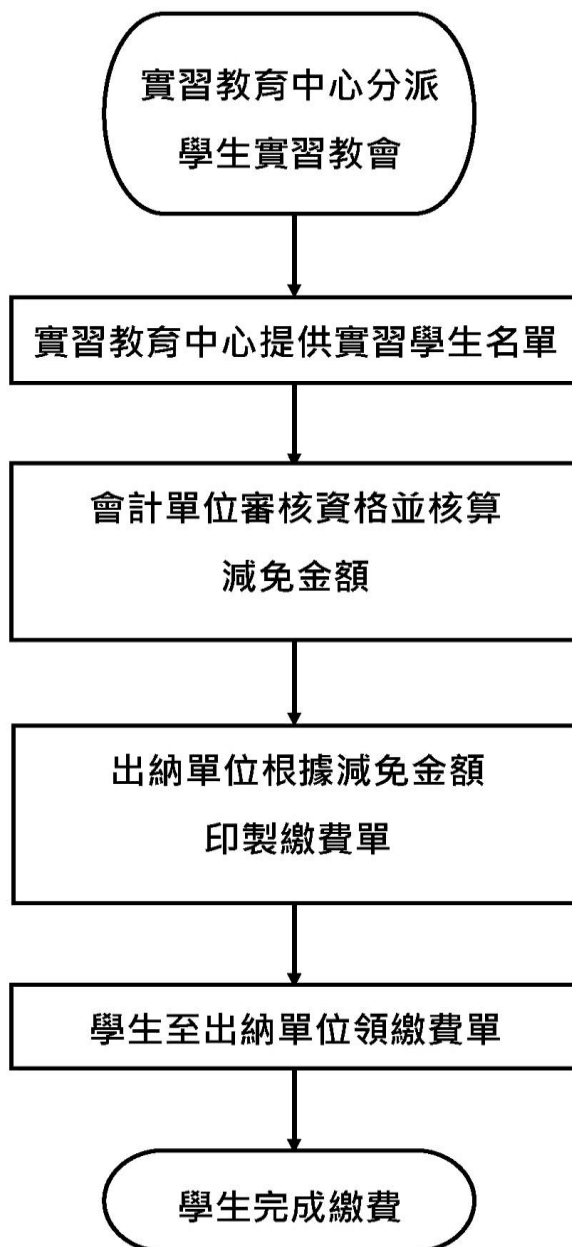 實習教育中心分派
學生實習教會
實習教育中心提供實習學生名單
會計單位審核資格並核算
減免金額
出納單位根據減免金額
印製繳費單
學生至出納單位領繳費單
學生完成繳費